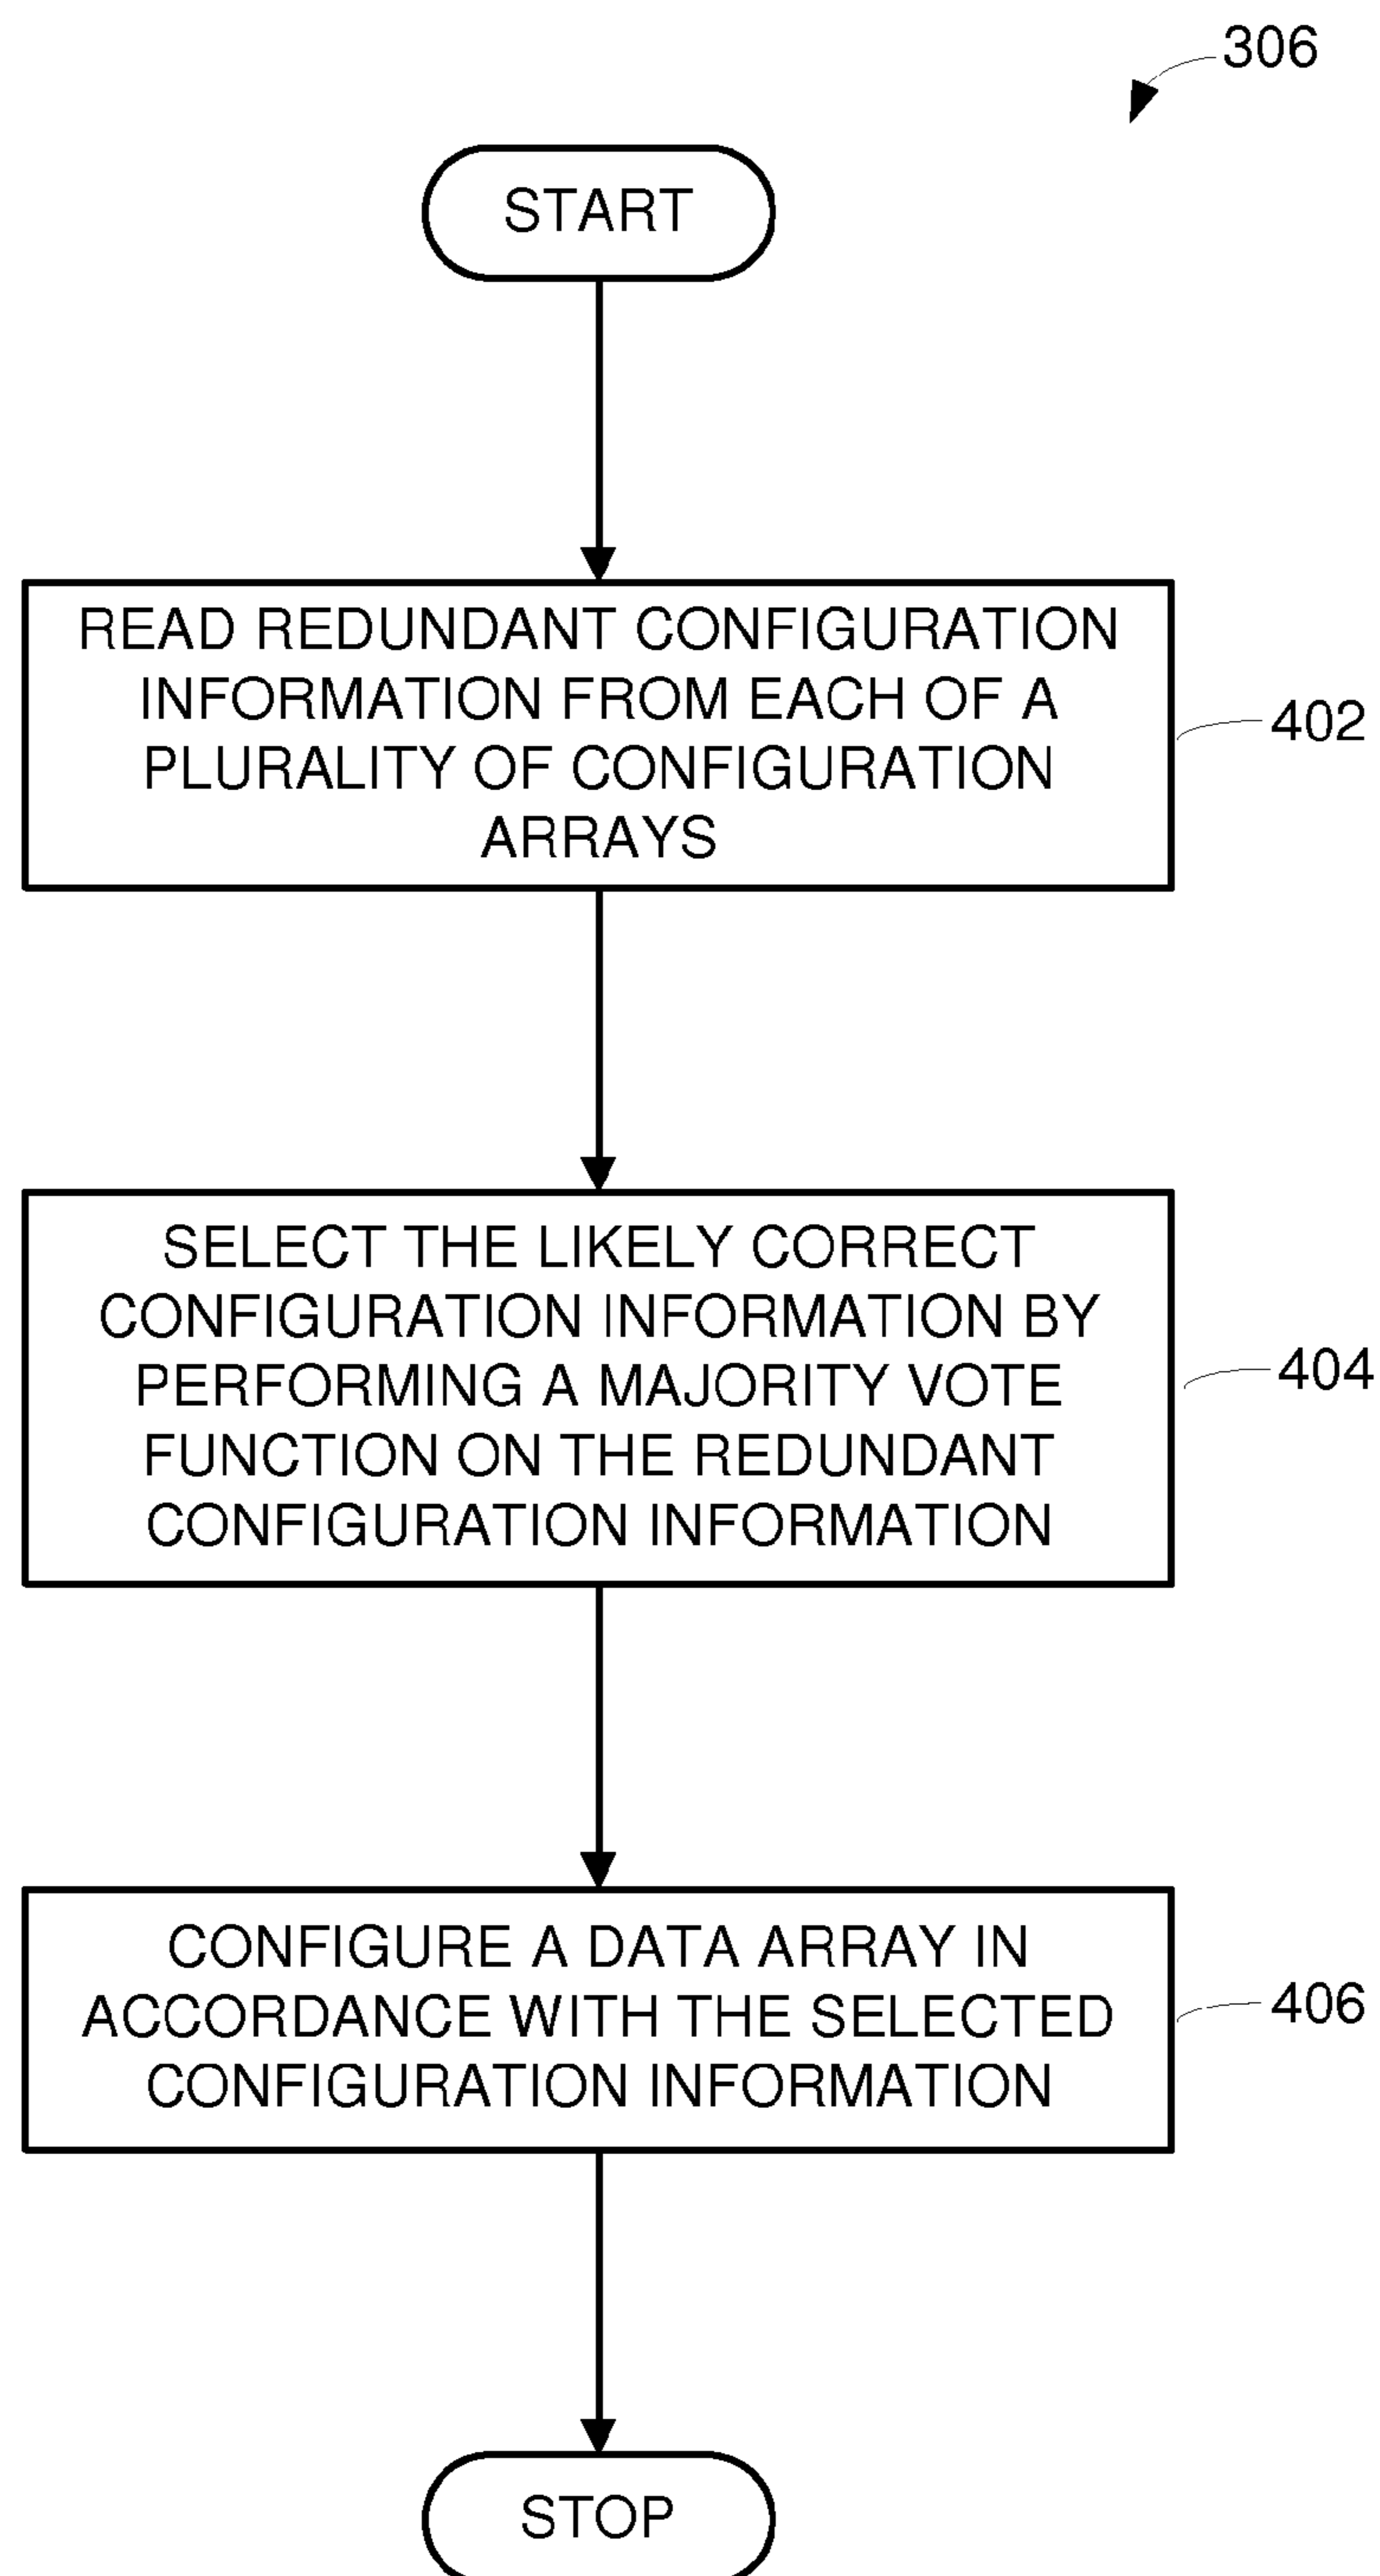 306
START
READ REDUNDANT CONFIGURATION
INFORMATION FROM EACH OF A
PLURALITY OF CONFIGURATION
ARRAYS
402
SELECT THE LIKELY CORRECT
CONFIGURATION INFORMATION BY
PERFORMING A MAJORITY VOTE
FUNCTION ON THE REDUNDANT
CONFIGURATION INFORMATION
404
CONFIGURE A DATA ARRAY IN
ACCORDANCE WITH THE SELECTED
CONFIGURATION INFORMATION
406
STOP